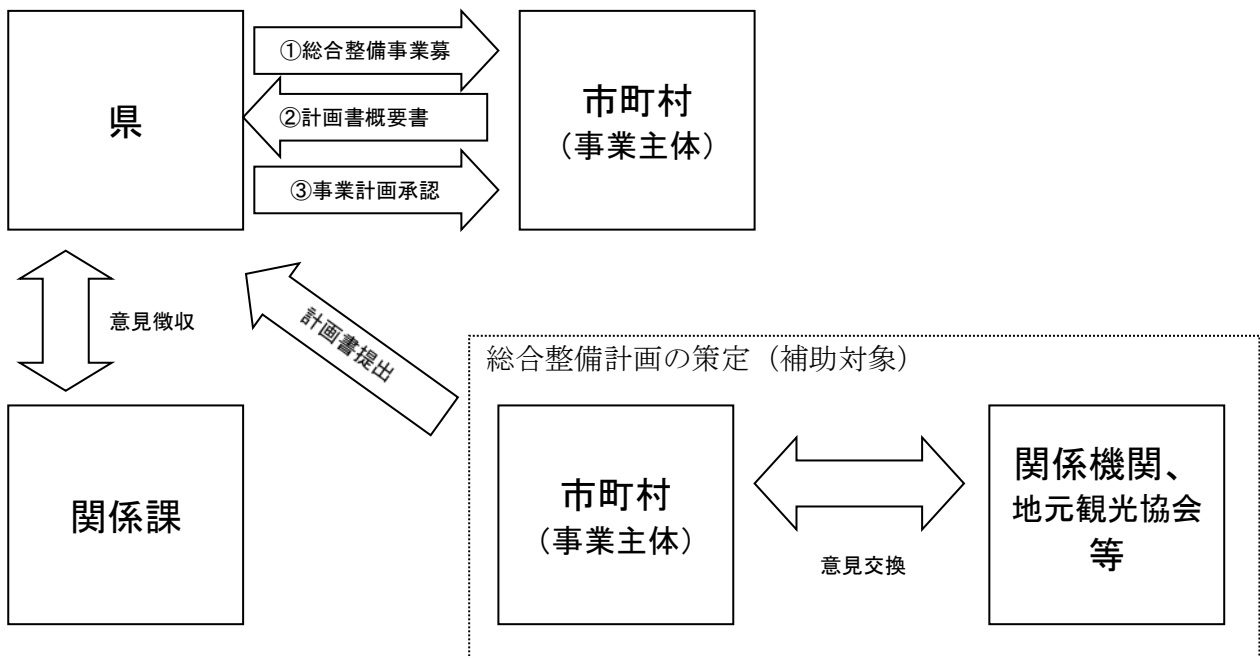 ①総合整備事業募
県
②計画書概要書
市町村
（事業主体）
③事業計画承認
意見徴収
計画書提出
総合整備計画の策定（補助対象）
関係課
市町村
（事業主体）
意見交換
関係機関、
地元観光協会
等